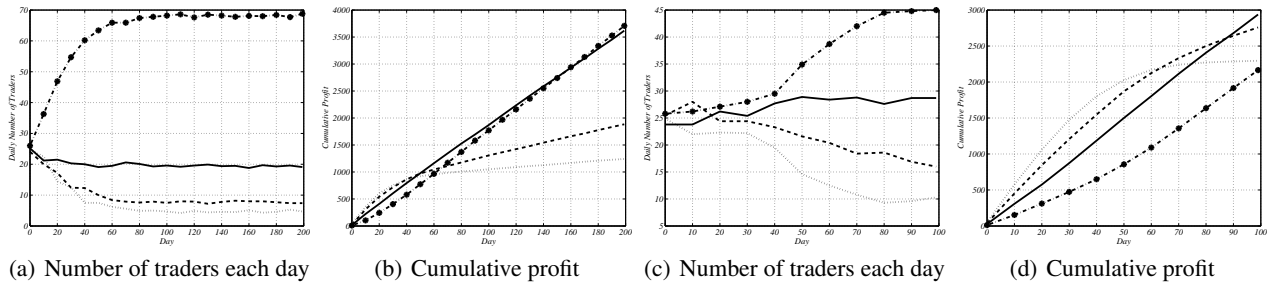 70
60
50
40
30
20
10
0
Daily Number of Traders
0 20 40 60 80 100 120 140 160 180 200
Day
(a) Number of traders each day
4000
3500
3000
2500
2000
1500
1000
500
0
Cumulative Profit
0 20 40 60 80 100 120 140 160 180 200
Day
(b) Cumulative profit
45
40
35
30
25
20
15
10
5
Daily Number of Traders
0 10 20 30 40 50 60 70 80 90 100
Day
(c) Number of traders each day
3000
2500
2000
1500
1000
500
0
Cumulative Profit
0 10 20 30 40 50 60 70 80 90 100
Day
(d) Cumulative profit